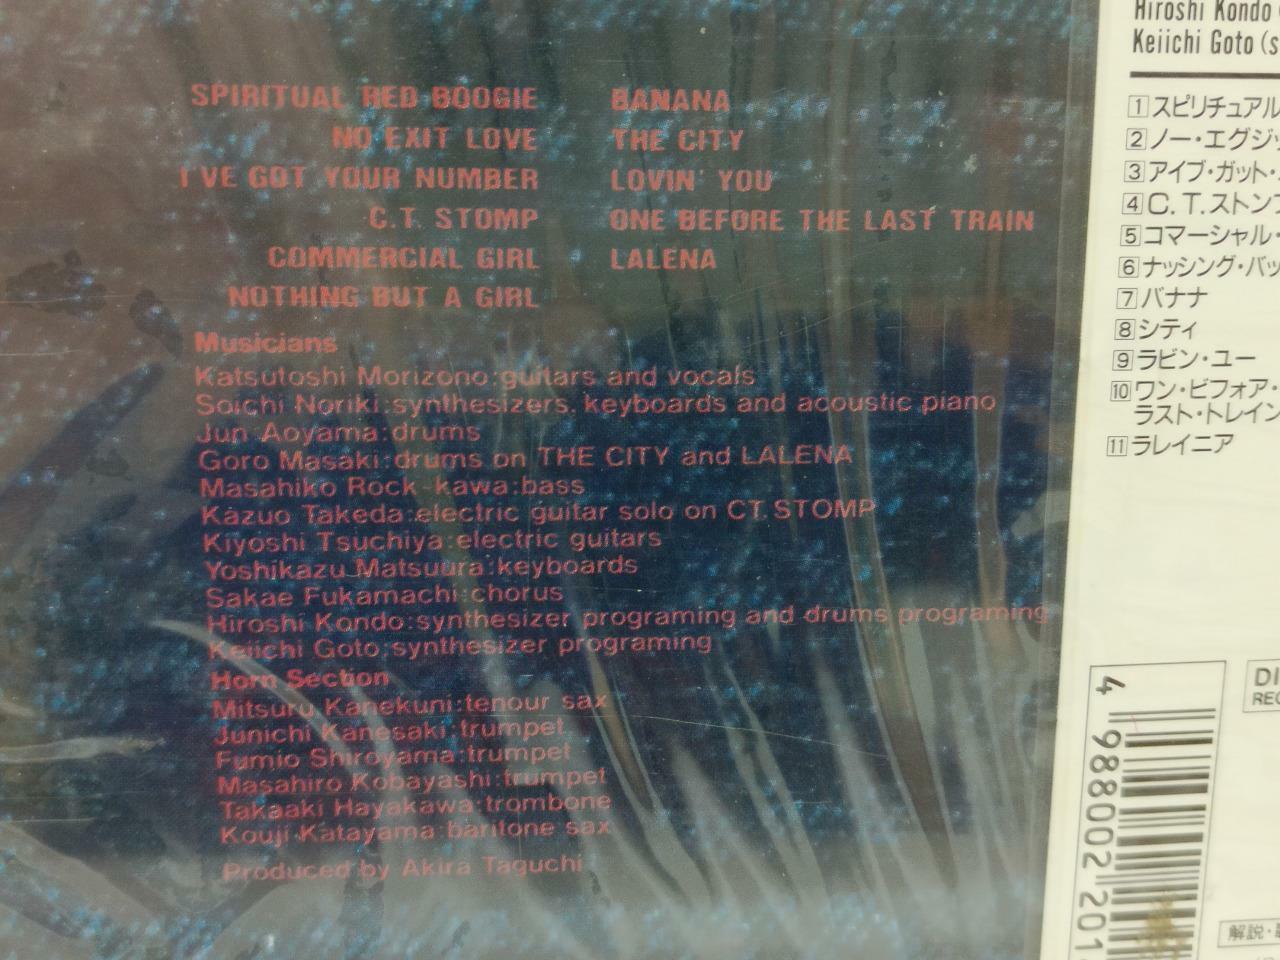 SPIRITUAL RED BOOGIE
NO EXIT LOVE
I'VE GOT YOUR NUMBER
C.T. STOMP
COMMERCIAL GIRL
NOTHING BUT A GIRL
BANANA
THE CITY
LOVIN' YOU
ONE BEFORE THE LAST TRAIN
LALENA
Musicians
Katsutoshi Morizono:guitars and vocals
Soichi Noriki:synthesizers, keyboards and acoustic piano
Jun Aoyama:drums
Goro Masaki:drums on THE CITY and LALENA
Masahiko Rock-kawa:bass
Kazuo Takeda:electric guitar solo on C.T. STOMP
Kiyoshi Tsuchiya:electric guitars
Yoshikazu Matsuura:keyboards
Sakae Fukamachi:chorus
Hiroshi Kondo:synthesizer programing and drums programing
Keiichi Goto:synthesizer programing
Horn Section
Mitsuru Kanekuni:tenour sax
Junichi Kanesaki:trumpet
Fumio Shiroyama:trumpet
Masahiro Kobayashi:trumpet
Takaaki Hayakawa:trombone
Kouji Katayama:baritone sax
Produced by Akira Taguchi
Hiroshi Kondo
Keiichi Goto (s
1 スピリチュアル
2 ノー・エグジッ
3 アイブ・ガット・
4 C.T.ストンプ
5 コマーシャル・
6 ナッシング・バッ
7 バナナ
8 シティ
9 ラビン・ユー
10 ワン・ビフォア・
ラスト・トレイン
11 ラレイニア
4 988002 201
DI
REC
解説・